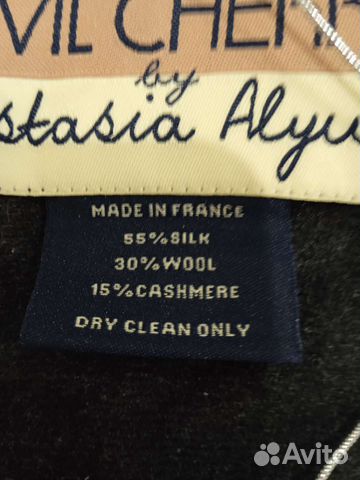 by
MADE IN FRANCE
55%SILK
30%WOOL
15%CASHMERE
DRY CLEAN ONLY
Avito